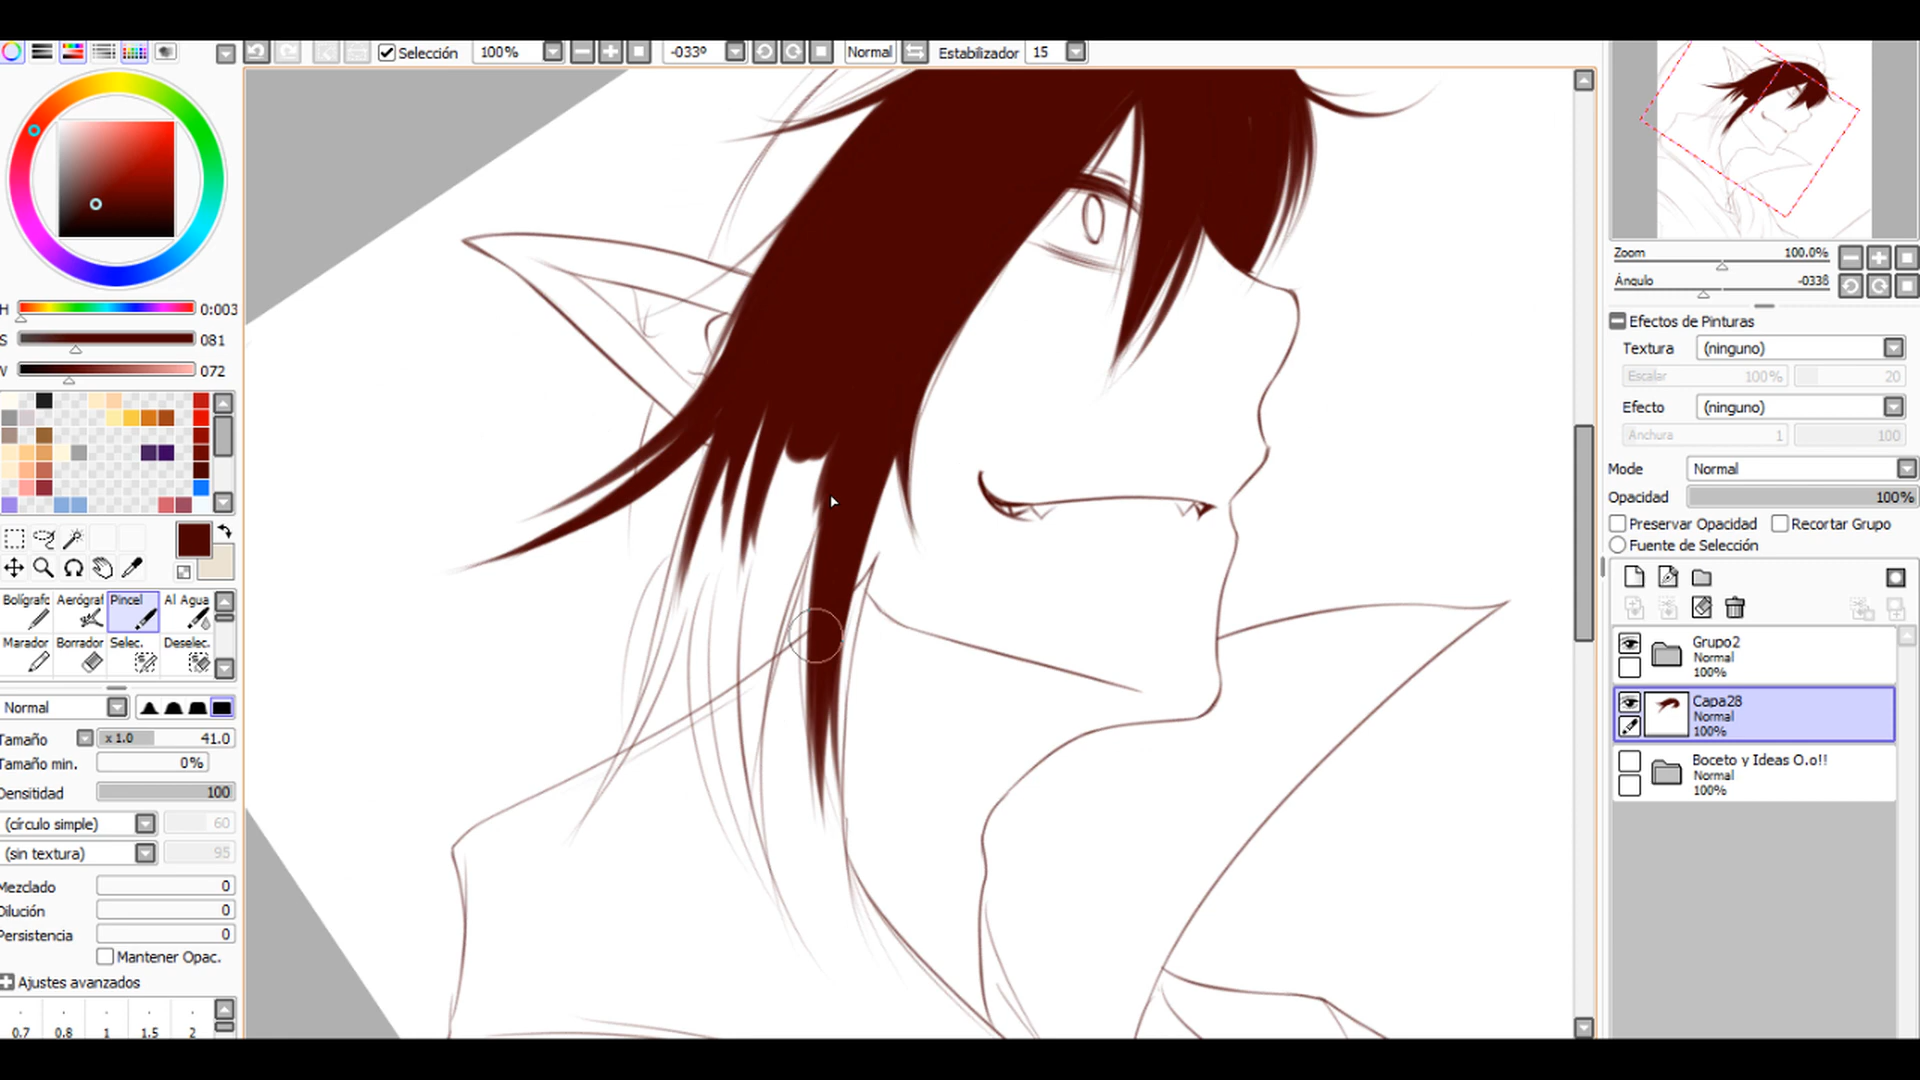 Selección 100% -033º Normal Estabilizador 15
H 0:003
S 081
V 072
Bolígrafc Aerógraf Pincel Al Agua
Marador Borrador Selec. Deselec.
Normal
Tamaño x 1.0 41.0
Tamaño min. 0%
Densitidad 100
(círculo simple) 60
(sin textura) 95
Mezclado 0
Dilución 0
Persistencia 0
Mantener Opac.
Ajustes avanzados
0.7 0.8 1 1.5 2
Zoom 100.0%
Ángulo -033ß
Efectos de Pinturas
Textura (ninguno)
Escalar 100% 20
Efecto (ninguno)
Anchura 1 100
Mode Normal
Opacidad 100%
Preservar Opacidad Recortar Grupo
Fuente de Selección
Grupo2
Normal
100%
Capa28
Normal
100%
Boceto y Ideas O.o!!
Normal
100%